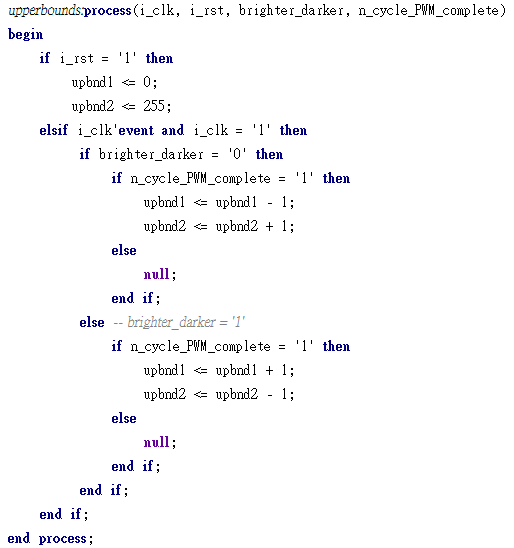 upperbounds:process(i_clk, i_rst, brighter_darker, n_cycle_PWM_complete)
begin
    if i_rst = '1' then
        upbnd1 <= 0;
        upbnd2 <= 255;
    elsif i_clk'event and i_clk = '1' then
        if brighter_darker = '0' then
            if n_cycle_PWM_complete = '1' then
                upbnd1 <= upbnd1 - 1;
                upbnd2 <= upbnd2 + 1;
            else
                null;
            end if;
        else -- brighter_darker = '1'
            if n_cycle_PWM_complete = '1' then
                upbnd1 <= upbnd1 + 1;
                upbnd2 <= upbnd2 - 1;
            else
                null;
            end if;
        end if;
    end if;
end process;